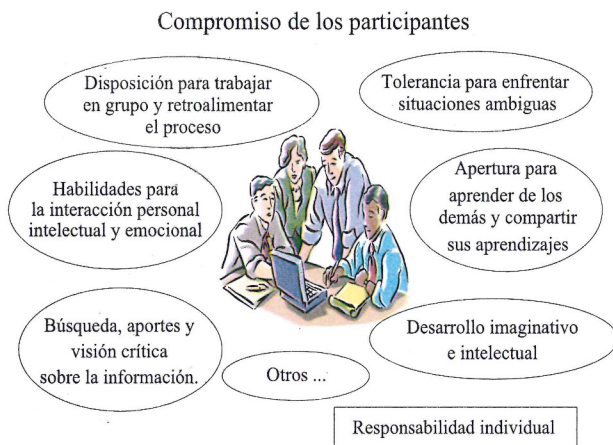 Compromiso de los participantes
Disposición para trabajar
en grupo y retroalimentar
el proceso
Tolerancia para enfrentar
situaciones ambiguas
Habilidades para
la interacción personal
intelectual y emocional
Apertura para
aprender de los
demás y compartir
sus aprendizajes
Búsqueda, aportes y
visión crítica
sobre la información.
Otros ...
Desarrollo imaginativo
e intelectual
Responsabilidad individual